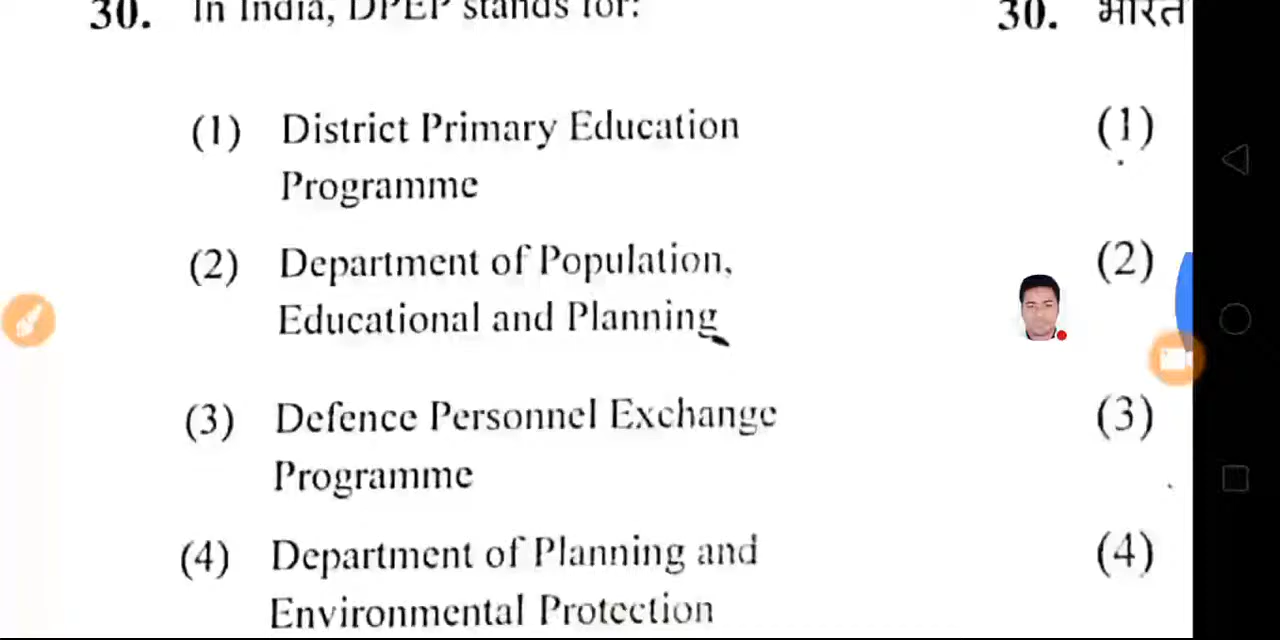 30. In India, DPEP stands for:
(1) District Primary Education
Programme
(2) Department of Population,
Educational and Planning
(3) Defence Personnel Exchange
Programme
(4) Department of Planning and
Environmental Protection
30. भारत
(1)
(2)
(3)
(4)